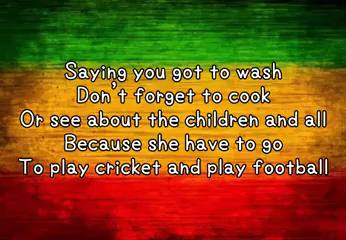 Saying you got to wash
Don't forget to cook
Or see about the children and all
Because she have to go
To play cricket and play football